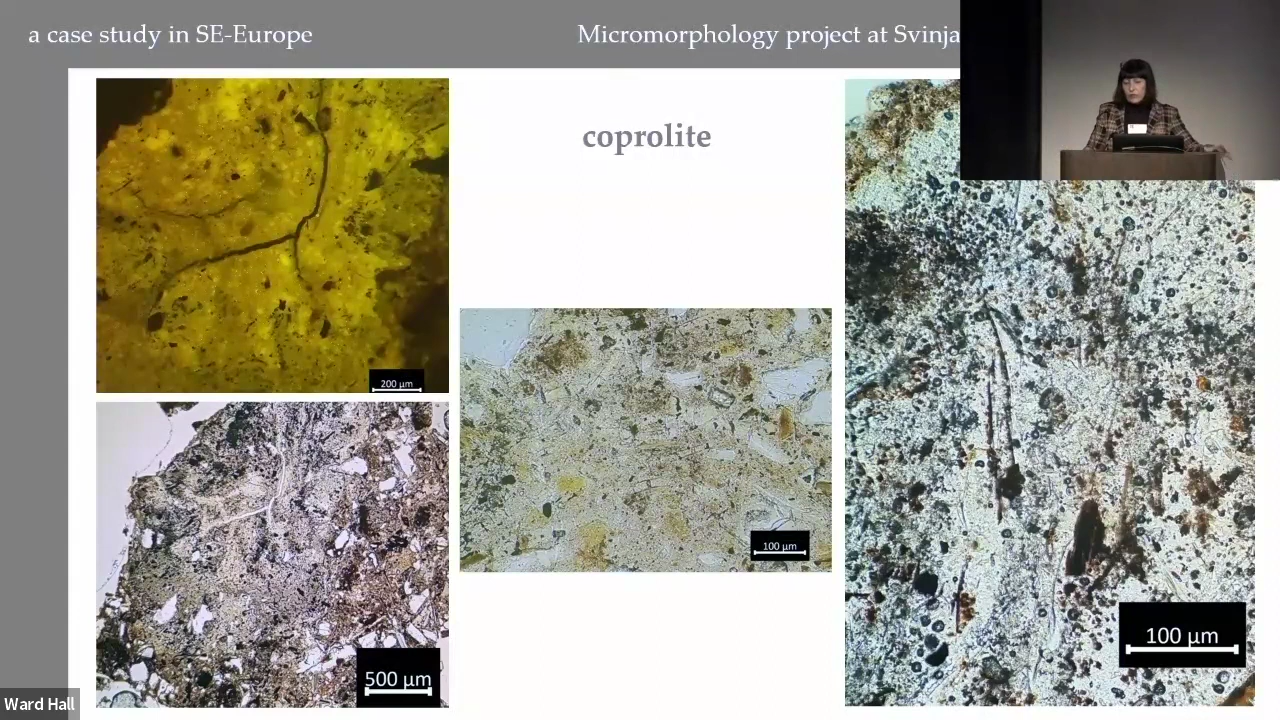 a case study in SE-Europe
Micromorphology project at Svinja
coprolite
200 µm
500 µm
100 µm
100 µm
Ward Hall